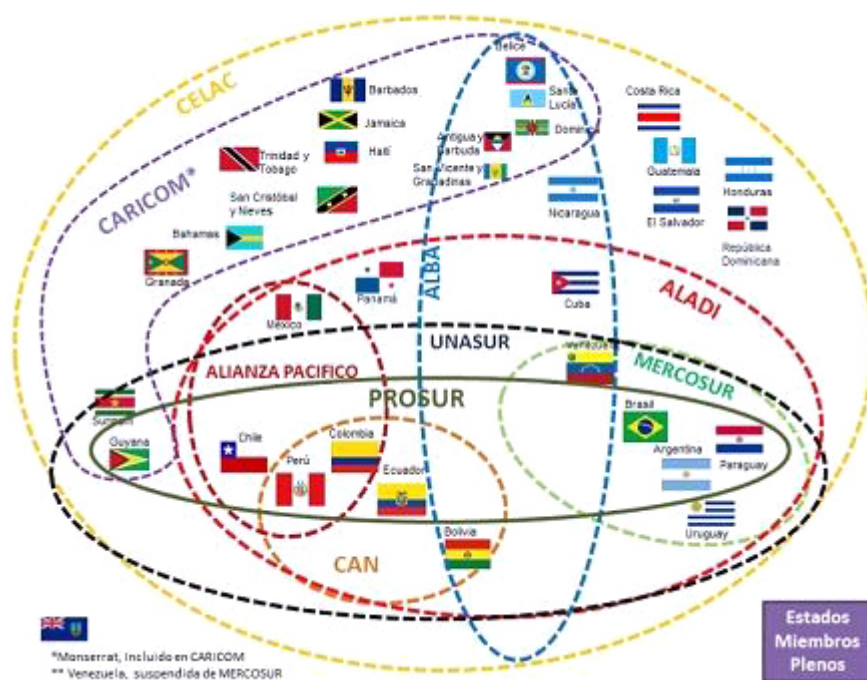 Belice
CELAC
Barbados
Santa
Lucía
Costa Rica
Jamaica
Antigua y
Barbuda
Dominica
Trinidad y
Tobago
Haití
San Vicente y
Granadinas
Guatemala
Honduras
CARICOM*
San Cristóbal
y Nieves
Nicaragua
El Salvador
República
Dominicana
Bahamas
Granada
ALBA
Panamá
Cuba
ALADI
México
UNASUR
Venezuela
ALIANZA PACIFICO
MERCOSUR
PROSUR
Surinam
Brasil
Guyana
Chile
Colombia
Argentina
Paraguay
Perú
Ecuador
Uruguay
Bolivia
CAN
Estados
Miembros
Plenos
*Monserrat, Incluido en CARICOM
** Venezuela, suspendida de MERCOSUR